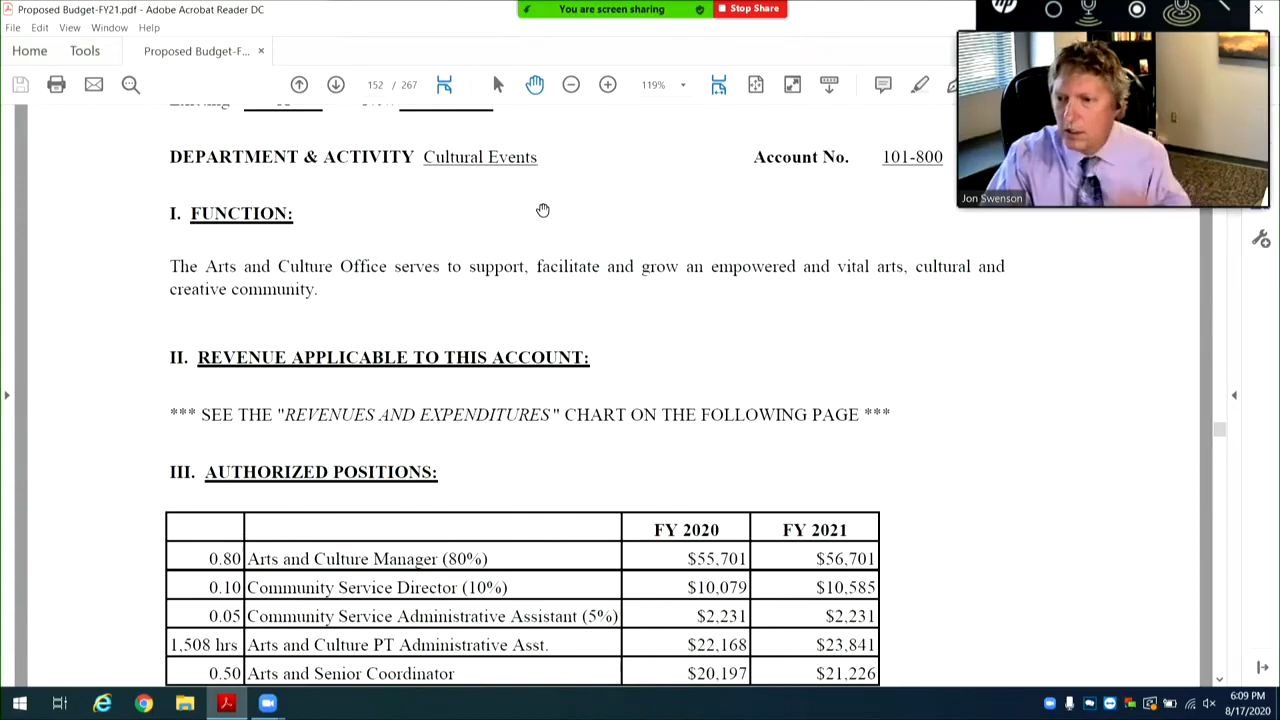 Proposed Budget-FY21.pdf - Adobe Acrobat Reader DC
You are screen sharing
Stop Share
File Edit View Window Help
Home Tools Proposed Budget-F... ×
152 / 267
119%
DEPARTMENT & ACTIVITY Cultural Events Account No. 101-800
Jon Swenson
I. FUNCTION:
The Arts and Culture Office serves to support, facilitate and grow an empowered and vital arts, cultural and
creative community.
II. REVENUE APPLICABLE TO THIS ACCOUNT:
*** SEE THE "REVENUES AND EXPENDITURES" CHART ON THE FOLLOWING PAGE ***
III. AUTHORIZED POSITIONS:
FY 2020 FY 2021
0.80 Arts and Culture Manager (80%) $55,701 $56,701
0.10 Community Service Director (10%) $10,079 $10,585
0.05 Community Service Administrative Assistant (5%) $2,231 $2,231
1,508 hrs Arts and Culture PT Administrative Asst. $22,168 $23,841
0.50 Arts and Senior Coordinator $20,197 $21,226
6:09 PM
8/17/2020